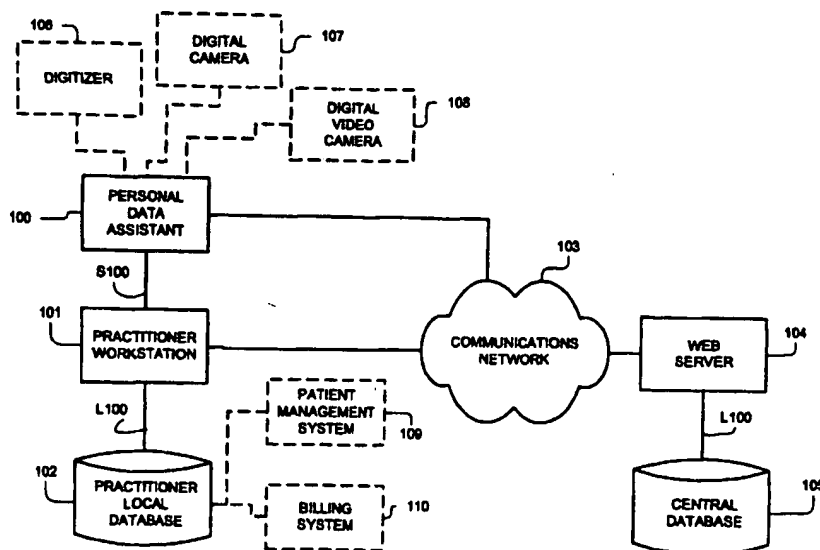 106
DIGITIZER
DIGITAL
CAMERA
107
DIGITAL
VIDEO
CAMERA
108
100
PERSONAL
DATA
ASSISTANT
S100
101
PRACTITIONER
WORKSTATION
103
COMMUNICATIONS
NETWORK
WEB
SERVER
104
L100
L100
102
PRACTITIONER
LOCAL
DATABASE
PATIENT
MANAGEMENT
SYSTEM
109
BILLING
SYSTEM
110
CENTRAL
DATABASE
105